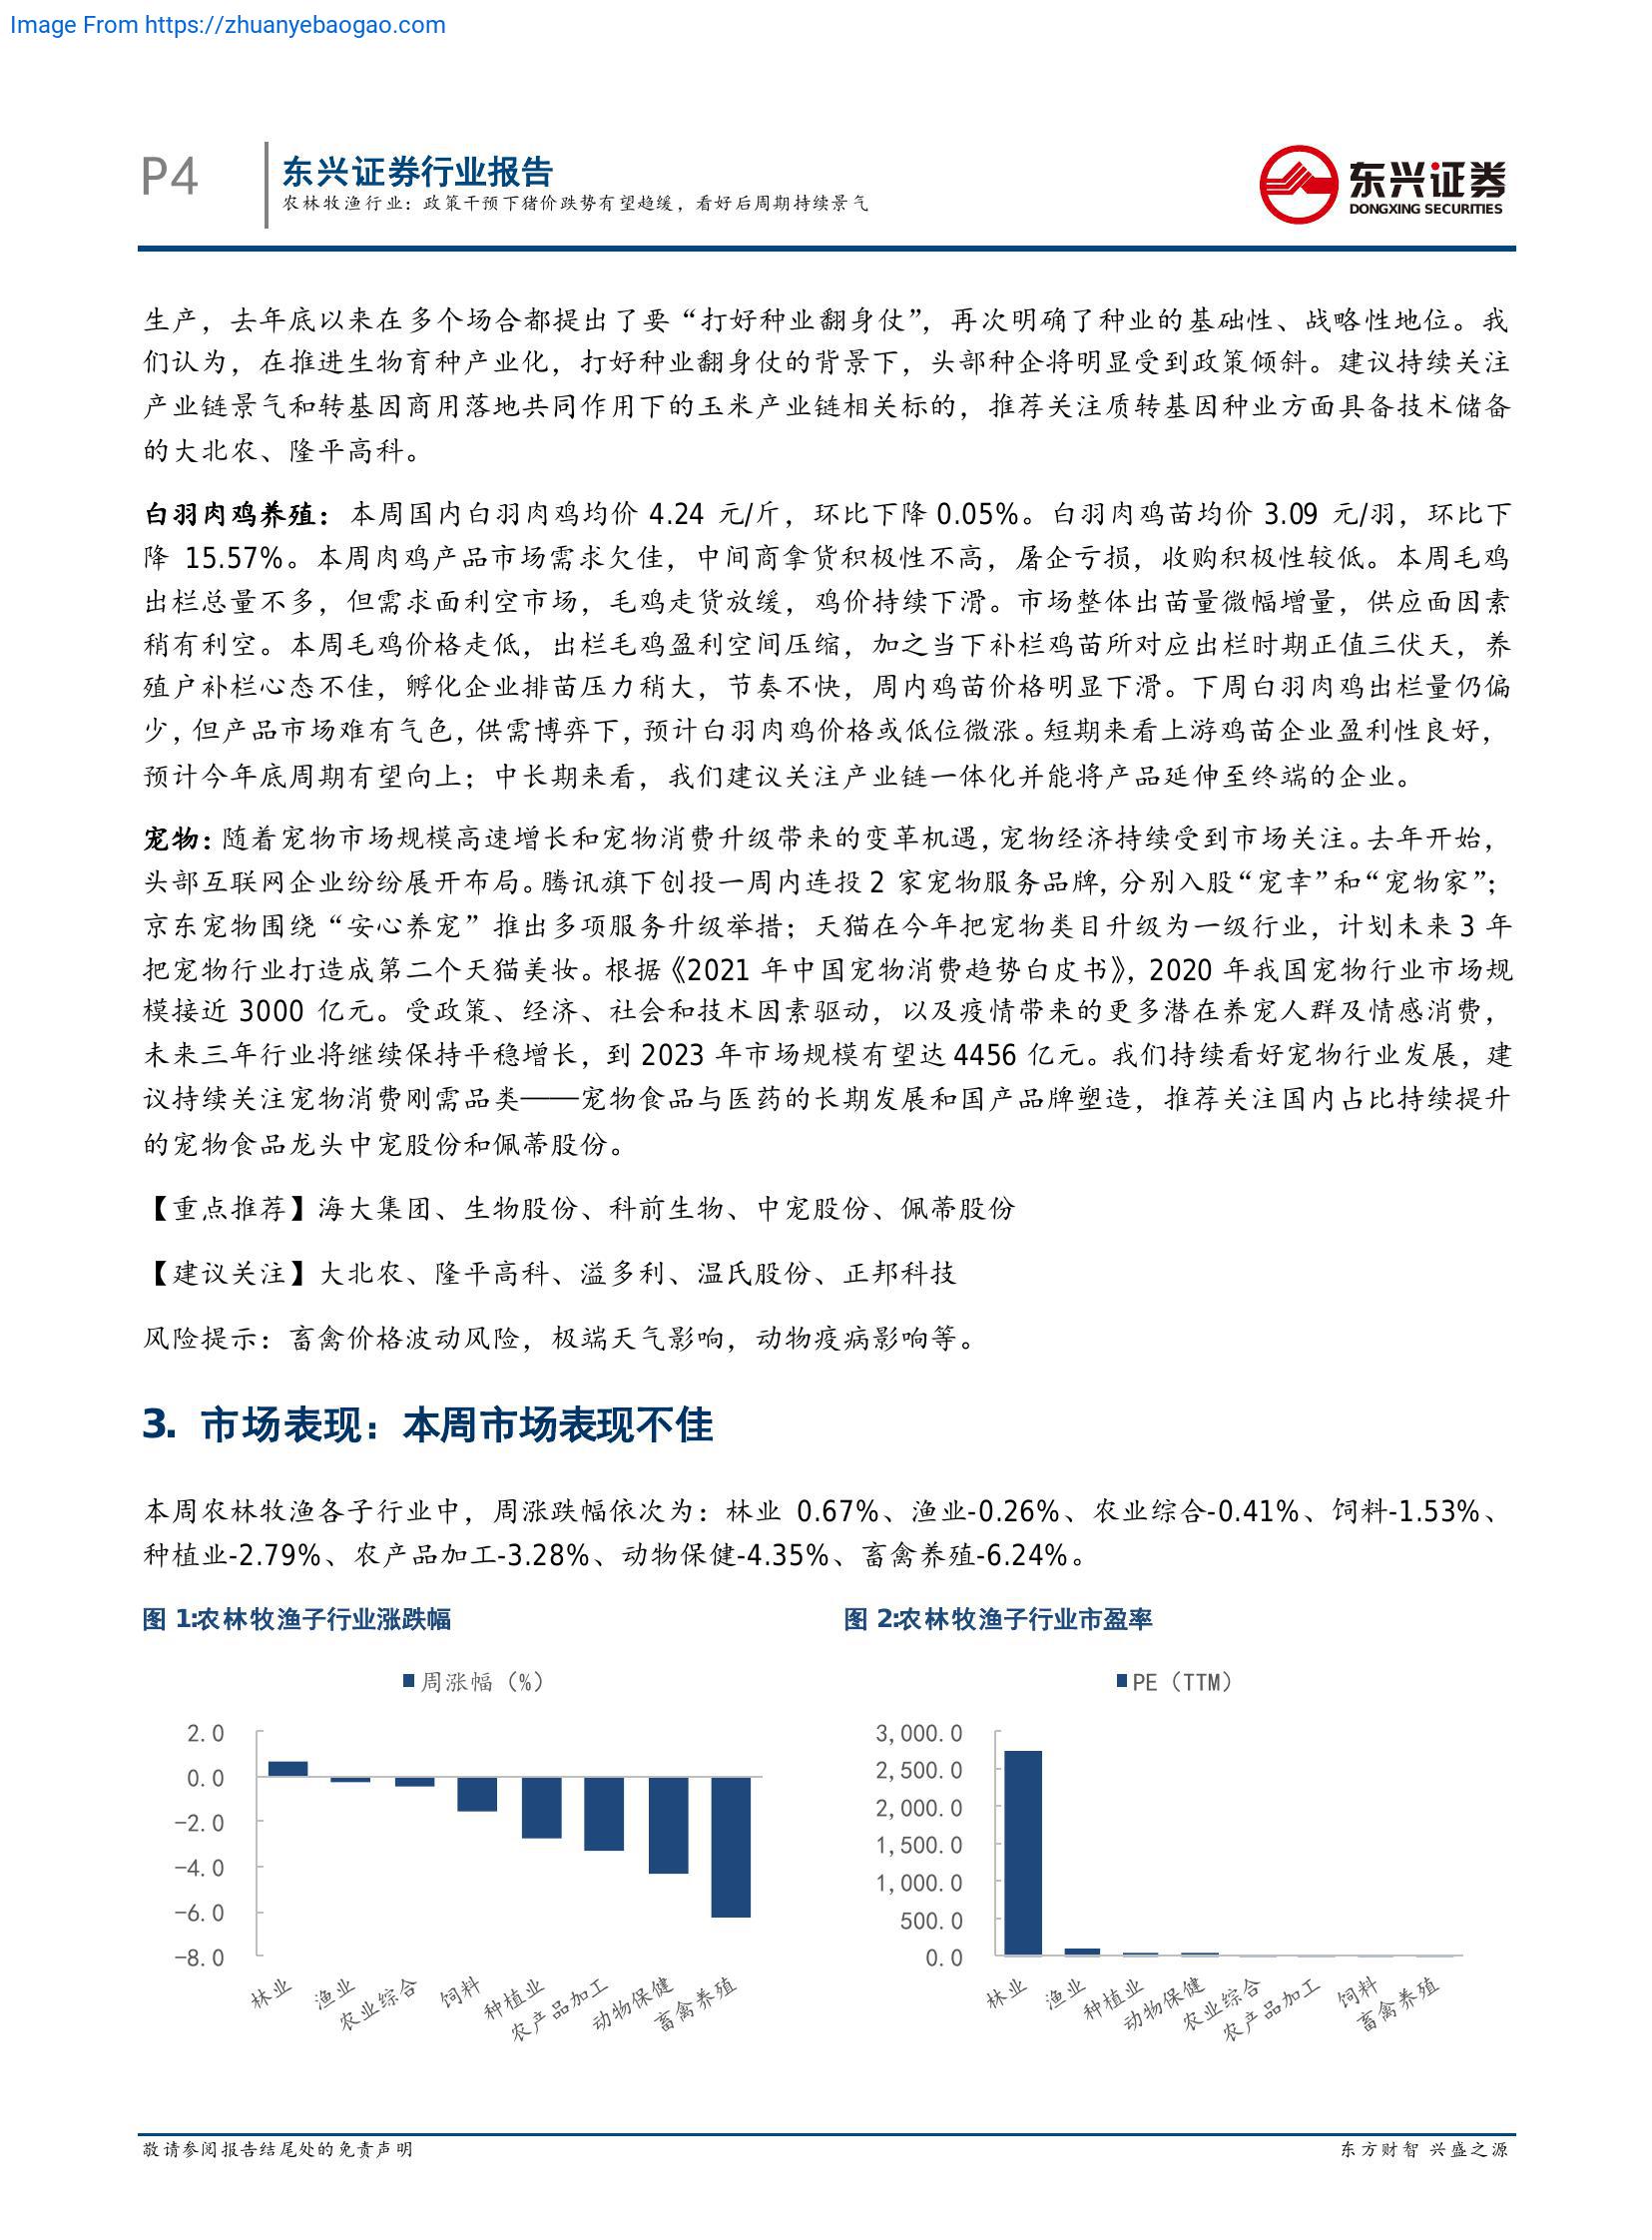 Image From https://zhuanyebaogao.com
P4
东兴证券行业报告
农林牧渔行业：政策干预下猪价跌势有望趋缓，看好后周期持续景气
东兴证券
DONGXING SECURITIES
生产，去年底以来在多个场合都提出了要“打好种业翻身仗”，再次明确了种业的基础性、战略性地位。我
们认为，在推进生物育种产业化，打好种业翻身仗的背景下，头部种企将明显受到政策倾斜。建议持续关注
产业链景气和转基因商用落地共同作用下的玉米产业链相关标的，推荐关注质转基因种业方面具备技术储备
的大北农、隆平高科。
白羽肉鸡养殖：本周国内白羽肉鸡均价 4.24 元/斤，环比下降 0.05%。白羽肉鸡苗均价 3.09 元/羽，环比下
降 15.57%。本周肉鸡产品市场需求欠佳，中间商拿货积极性不高，屠企亏损，收购积极性较低。本周毛鸡
出栏总量不多，但需求面利空市场，毛鸡走货放缓，鸡价持续下滑。市场整体出苗量微幅增量，供应面因素
稍有利空。本周毛鸡价格走低，出栏毛鸡盈利空间压缩，加之当下补栏鸡苗所对应出栏时期正值三伏天，养
殖户补栏心态不佳，孵化企业排苗压力稍大，节奏不快，周内鸡苗价格明显下滑。下周白羽肉鸡出栏量仍偏
少，但产品市场难有气色，供需博弈下，预计白羽肉鸡价格或低位微涨。短期来看上游鸡苗企业盈利性良好，
预计今年底周期有望向上；中长期来看，我们建议关注产业链一体化并能将产品延伸至终端的企业。
宠物：随着宠物市场规模高速增长和宠物消费升级带来的变革机遇，宠物经济持续受到市场关注。去年开始，
头部互联网企业纷纷展开布局。腾讯旗下创投一周内连投 2 家宠物服务品牌，分别入股“宠幸”和“宠物家”；
京东宠物围绕“安心养宠”推出多项服务升级举措；天猫在今年把宠物类目升级为一级行业，计划未来 3 年
把宠物行业打造成第二个天猫美妆。根据《2021 年中国宠物消费趋势白皮书》，2020 年我国宠物行业市场规
模接近 3000 亿元。受政策、经济、社会和技术因素驱动，以及疫情带来的更多潜在养宠人群及情感消费，
未来三年行业将继续保持平稳增长，到 2023 年市场规模有望达 4456 亿元。我们持续看好宠物行业发展，建
议持续关注宠物消费刚需品类——宠物食品与医药的长期发展和国产品牌塑造，推荐关注国内占比持续提升
的宠物食品龙头中宠股份和佩蒂股份。
【重点推荐】海大集团、生物股份、科前生物、中宠股份、佩蒂股份
【建议关注】大北农、隆平高科、溢多利、温氏股份、正邦科技
风险提示：畜禽价格波动风险，极端天气影响，动物疫病影响等。
3. 市场表现：本周市场表现不佳
本周农林牧渔各子行业中，周涨跌幅依次为：林业 0.67%、渔业-0.26%、农业综合-0.41%、饲料-1.53%、
种植业-2.79%、农产品加工-3.28%、动物保健-4.35%、畜禽养殖-6.24%。
图 1:农林牧渔子行业涨跌幅
周涨幅（%）
2.0
0.0
-2.0
-4.0
-6.0
-8.0
林业
渔业
农业综合
饲料
种植业
农产品加工
动物保健
畜禽养殖
图 2:农林牧渔子行业市盈率
PE（TTM）
3,000.0
2,500.0
2,000.0
1,500.0
1,000.0
500.0
0.0
林业
渔业
种植业
动物保健
农业综合
农产品加工
饲料
畜禽养殖
敬请参阅报告结尾处的免责声明
东方财智 兴盛之源